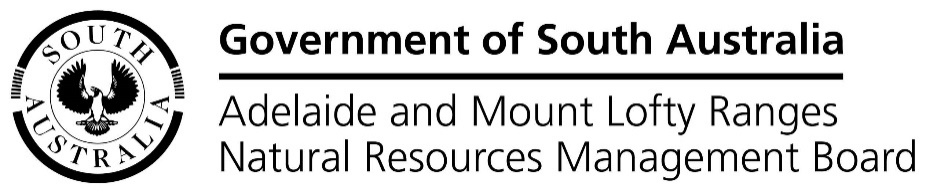 SOUTH
AUSTRALIA
Government of South Australia
Adelaide and Mount Lofty Ranges
Natural Resources Management Board